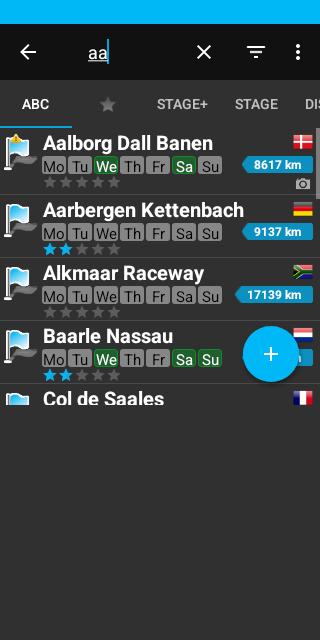 aa
ABC STAGE+ STAGE DIS
Aalborg Dall Banen
Mo Tu We Th Fr Sa Su
8617 km
Aarbergen Kettenbach
Mo Tu We Th Fr Sa Su
9137 km
Alkmaar Raceway
Mo Tu We Th Fr Sa Su
17139 km
Baarle Nassau
Mo Tu We Th Fr Sa Su
Col de Saales